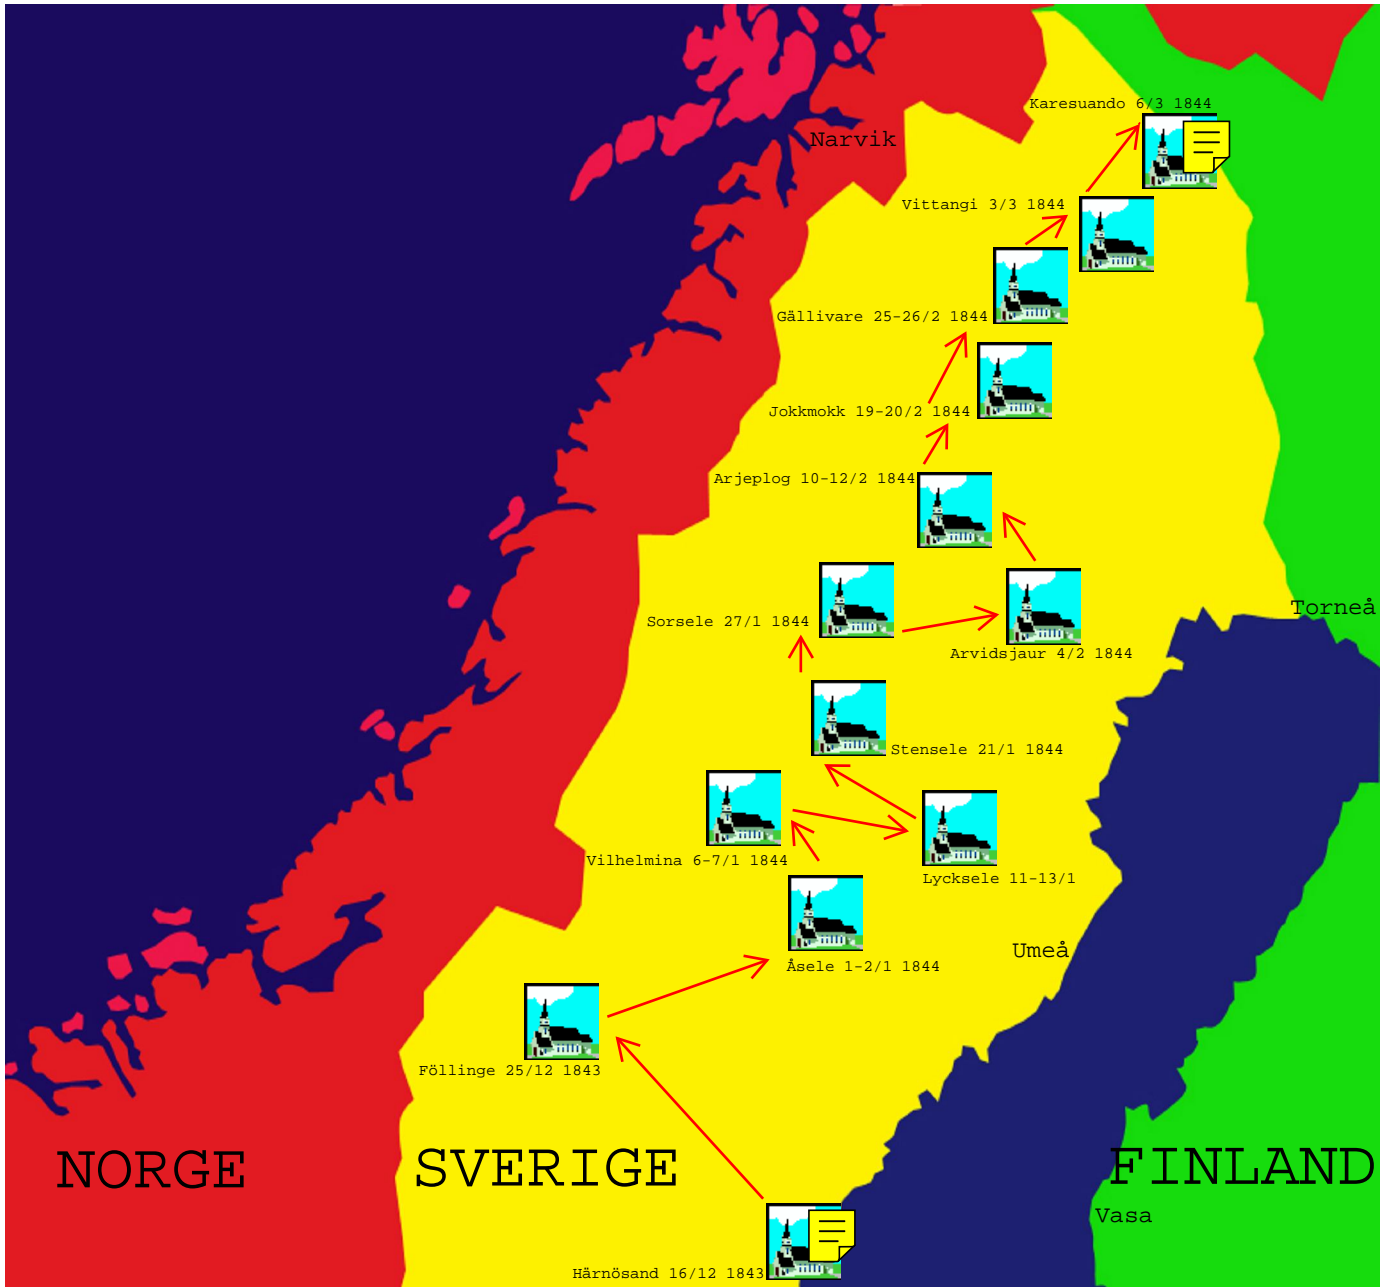 Karesuando 6/3 1844
Narvik
Vittangi 3/3 1844
Gällivare 25-26/2 1844
Jokkmokk 19-20/2 1844
Arjeplog 10-12/2 1844
Torneå
Sorsele 27/1 1844
Arvidsjaur 4/2 1844
Stensele 21/1 1844
Vilhelmina 6-7/1 1844
Lycksele 11-13/1
Umeå
Åsele 1-2/1 1844
Föllinge 25/12 1843
NORGE
SVERIGE
FINLAND
Vasa
Härnösand 16/12 1843